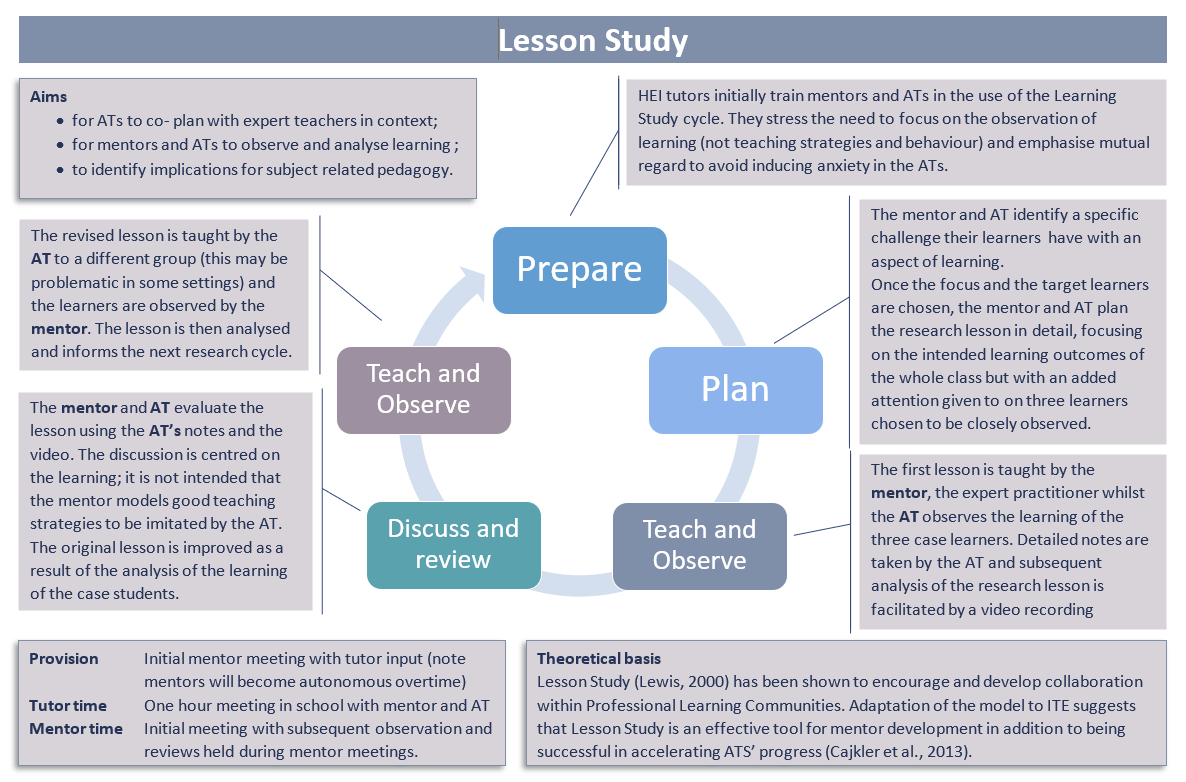 Lesson Study
Aims
• for ATs to co- plan with expert teachers in context;
• for mentors and ATs to observe and analyse learning ;
• to identify implications for subject related pedagogy.
HEI tutors initially train mentors and ATs in the use of the Learning
Study cycle. They stress the need to focus on the observation of
learning (not teaching strategies and behaviour) and emphasise mutual
regard to avoid inducing anxiety in the ATs.
Prepare
The mentor and AT identify a specific
challenge their learners have with an
aspect of learning.
Once the focus and the target learners
are chosen, the mentor and AT plan
the research lesson in detail, focusing
on the intended learning outcomes of
the whole class but with an added
attention given to on three learners
chosen to be closely observed.
Plan
The first lesson is taught by the
mentor, the expert practitioner whilst
the AT observes the learning of the
three case learners. Detailed notes are
taken by the AT and subsequent
analysis of the research lesson is
facilitated by a video recording
Teach and
Observe
Discuss and
review
The mentor and AT evaluate the
lesson using the AT’s notes and the
video. The discussion is centred on
the learning; it is not intended that
the mentor models good teaching
strategies to be imitated by the AT.
The original lesson is improved as a
result of the analysis of the learning
of the case students.
Teach and
Observe
The revised lesson is taught by the
AT to a different group (this may be
problematic in some settings) and
the learners are observed by the
mentor. The lesson is then analysed
and informs the next research cycle.
Provision Initial mentor meeting with tutor input (note
mentors will become autonomous overtime)
Tutor time One hour meeting in school with mentor and AT
Mentor time Initial meeting with subsequent observation and
reviews held during mentor meetings.
Theoretical basis
Lesson Study (Lewis, 2000) has been shown to encourage and develop collaboration
within Professional Learning Communities. Adaptation of the model to ITE suggests
that Lesson Study is an effective tool for mentor development in addition to being
successful in accelerating ATS’ progress (Cajkler et al., 2013).